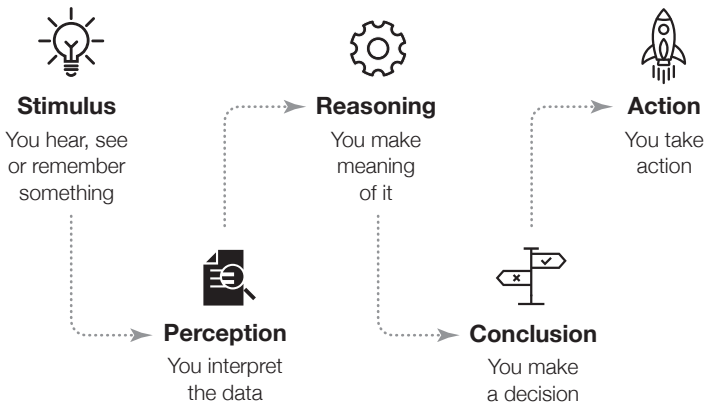 Stimulus
You hear, see
or remember
something
Perception
You interpret
the data
Reasoning
You make
meaning
of it
Conclusion
You make
a decision
Action
You take
action